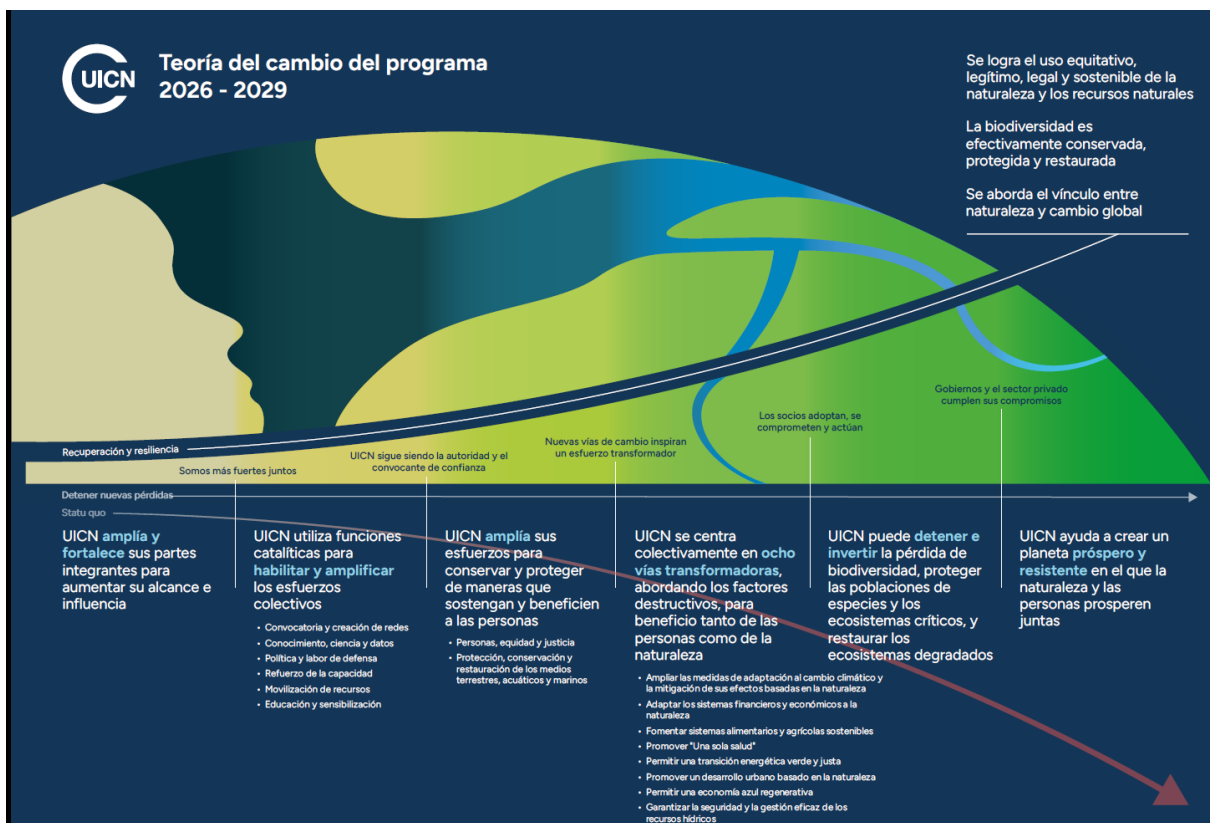 UICN
Teoría del cambio del programa
2026 - 2029
Se logra el uso equitativo,
legítimo, legal y sostenible de la
naturaleza y los recursos naturales
La biodiversidad es
efectivamente conservada,
protegida y restaurada
Se aborda el vínculo entre
naturaleza y cambio global
Gobiernos y el sector privado
cumplen sus compromisos
Los socios adoptan, se
comprometen y actúan
Nuevas vías de cambio inspiran
un esfuerzo transformador
UICN sigue siendo la autoridad y el
convocante de confianza
Somos más fuertes juntos
Recuperación y resiliencia
Detener nuevas pérdidas
Statu quo
UICN amplía y
fortalece sus partes
integrantes para
aumentar su alcance e
influencia
UICN utiliza funciones
catalíticas para
habilitar y amplificar
los esfuerzos
colectivos
• Convocatoria y creación de redes
• Conocimiento, ciencia y datos
• Política y labor de defensa
• Refuerzo de la capacidad
• Movilización de recursos
• Educación y sensibilización
UICN amplía sus
esfuerzos para
conservar y proteger
de maneras que
sostengan y beneficien
a las personas
• Personas, equidad y justicia
• Protección, conservación y
restauración de los medios
terrestres, acuáticos y marinos
UICN se centra
colectivamente en ocho
vías transformadoras,
abordando los factores
destructivos, para
beneficio tanto de las
personas como de la
naturaleza
• Ampliar las medidas de adaptación al cambio climático y
la mitigación de sus efectos basadas en la naturaleza
• Adaptar los sistemas financieros y económicos a la
naturaleza
• Fomentar sistemas alimentarios y agrícolas sostenibles
• Promover "Una sola salud"
• Permitir una transición energética verde y justa
• Promover un desarrollo urbano basado en la naturaleza
• Permitir una economía azul regenerativa
• Garantizar la seguridad y la gestión eficaz de los
recursos hídricos
UICN puede detener e
invertir la pérdida de
biodiversidad, proteger
las poblaciones de
especies y los
ecosistemas críticos, y
restaurar los
ecosistemas degradados
UICN ayuda a crear un
planeta próspero y
resistente en el que la
naturaleza y las
personas prosperen
juntas